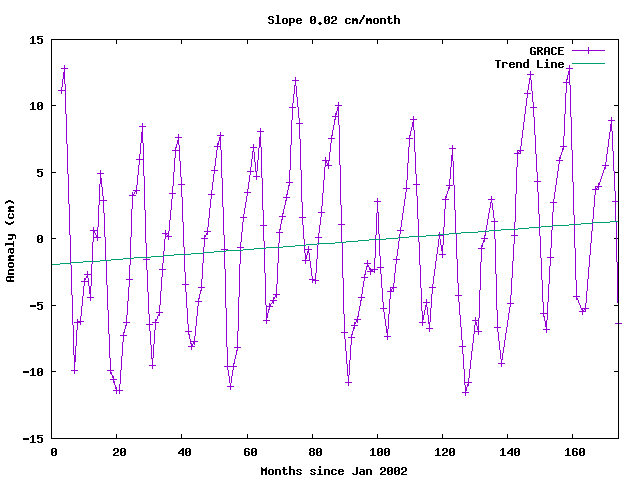 Slope 0.02 cm/month
GRACE
Trend Line
Anomaly (cm)
15
10
5
0
-5
-10
-15
0 20 40 60 80 100 120 140 160
Months since Jan 2002